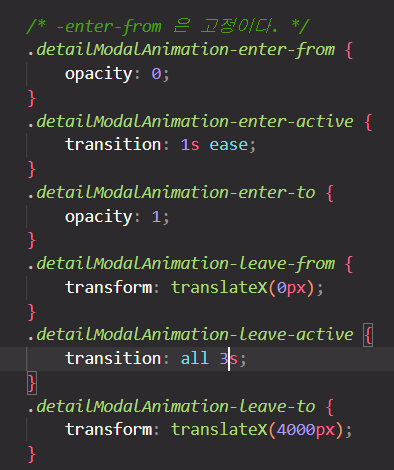 /* -enter-from 은 고정이다. */
.detailModalAnimation-enter-from {
    opacity: 0;
}
.detailModalAnimation-enter-active {
    transition: 1s ease;
}
.detailModalAnimation-enter-to {
    opacity: 1;
}
.detailModalAnimation-leave-from {
    transform: translateX(0px);
}
.detailModalAnimation-leave-active {
    transition: all 3s;
}
.detailModalAnimation-leave-to {
    transform: translateX(4000px);
}